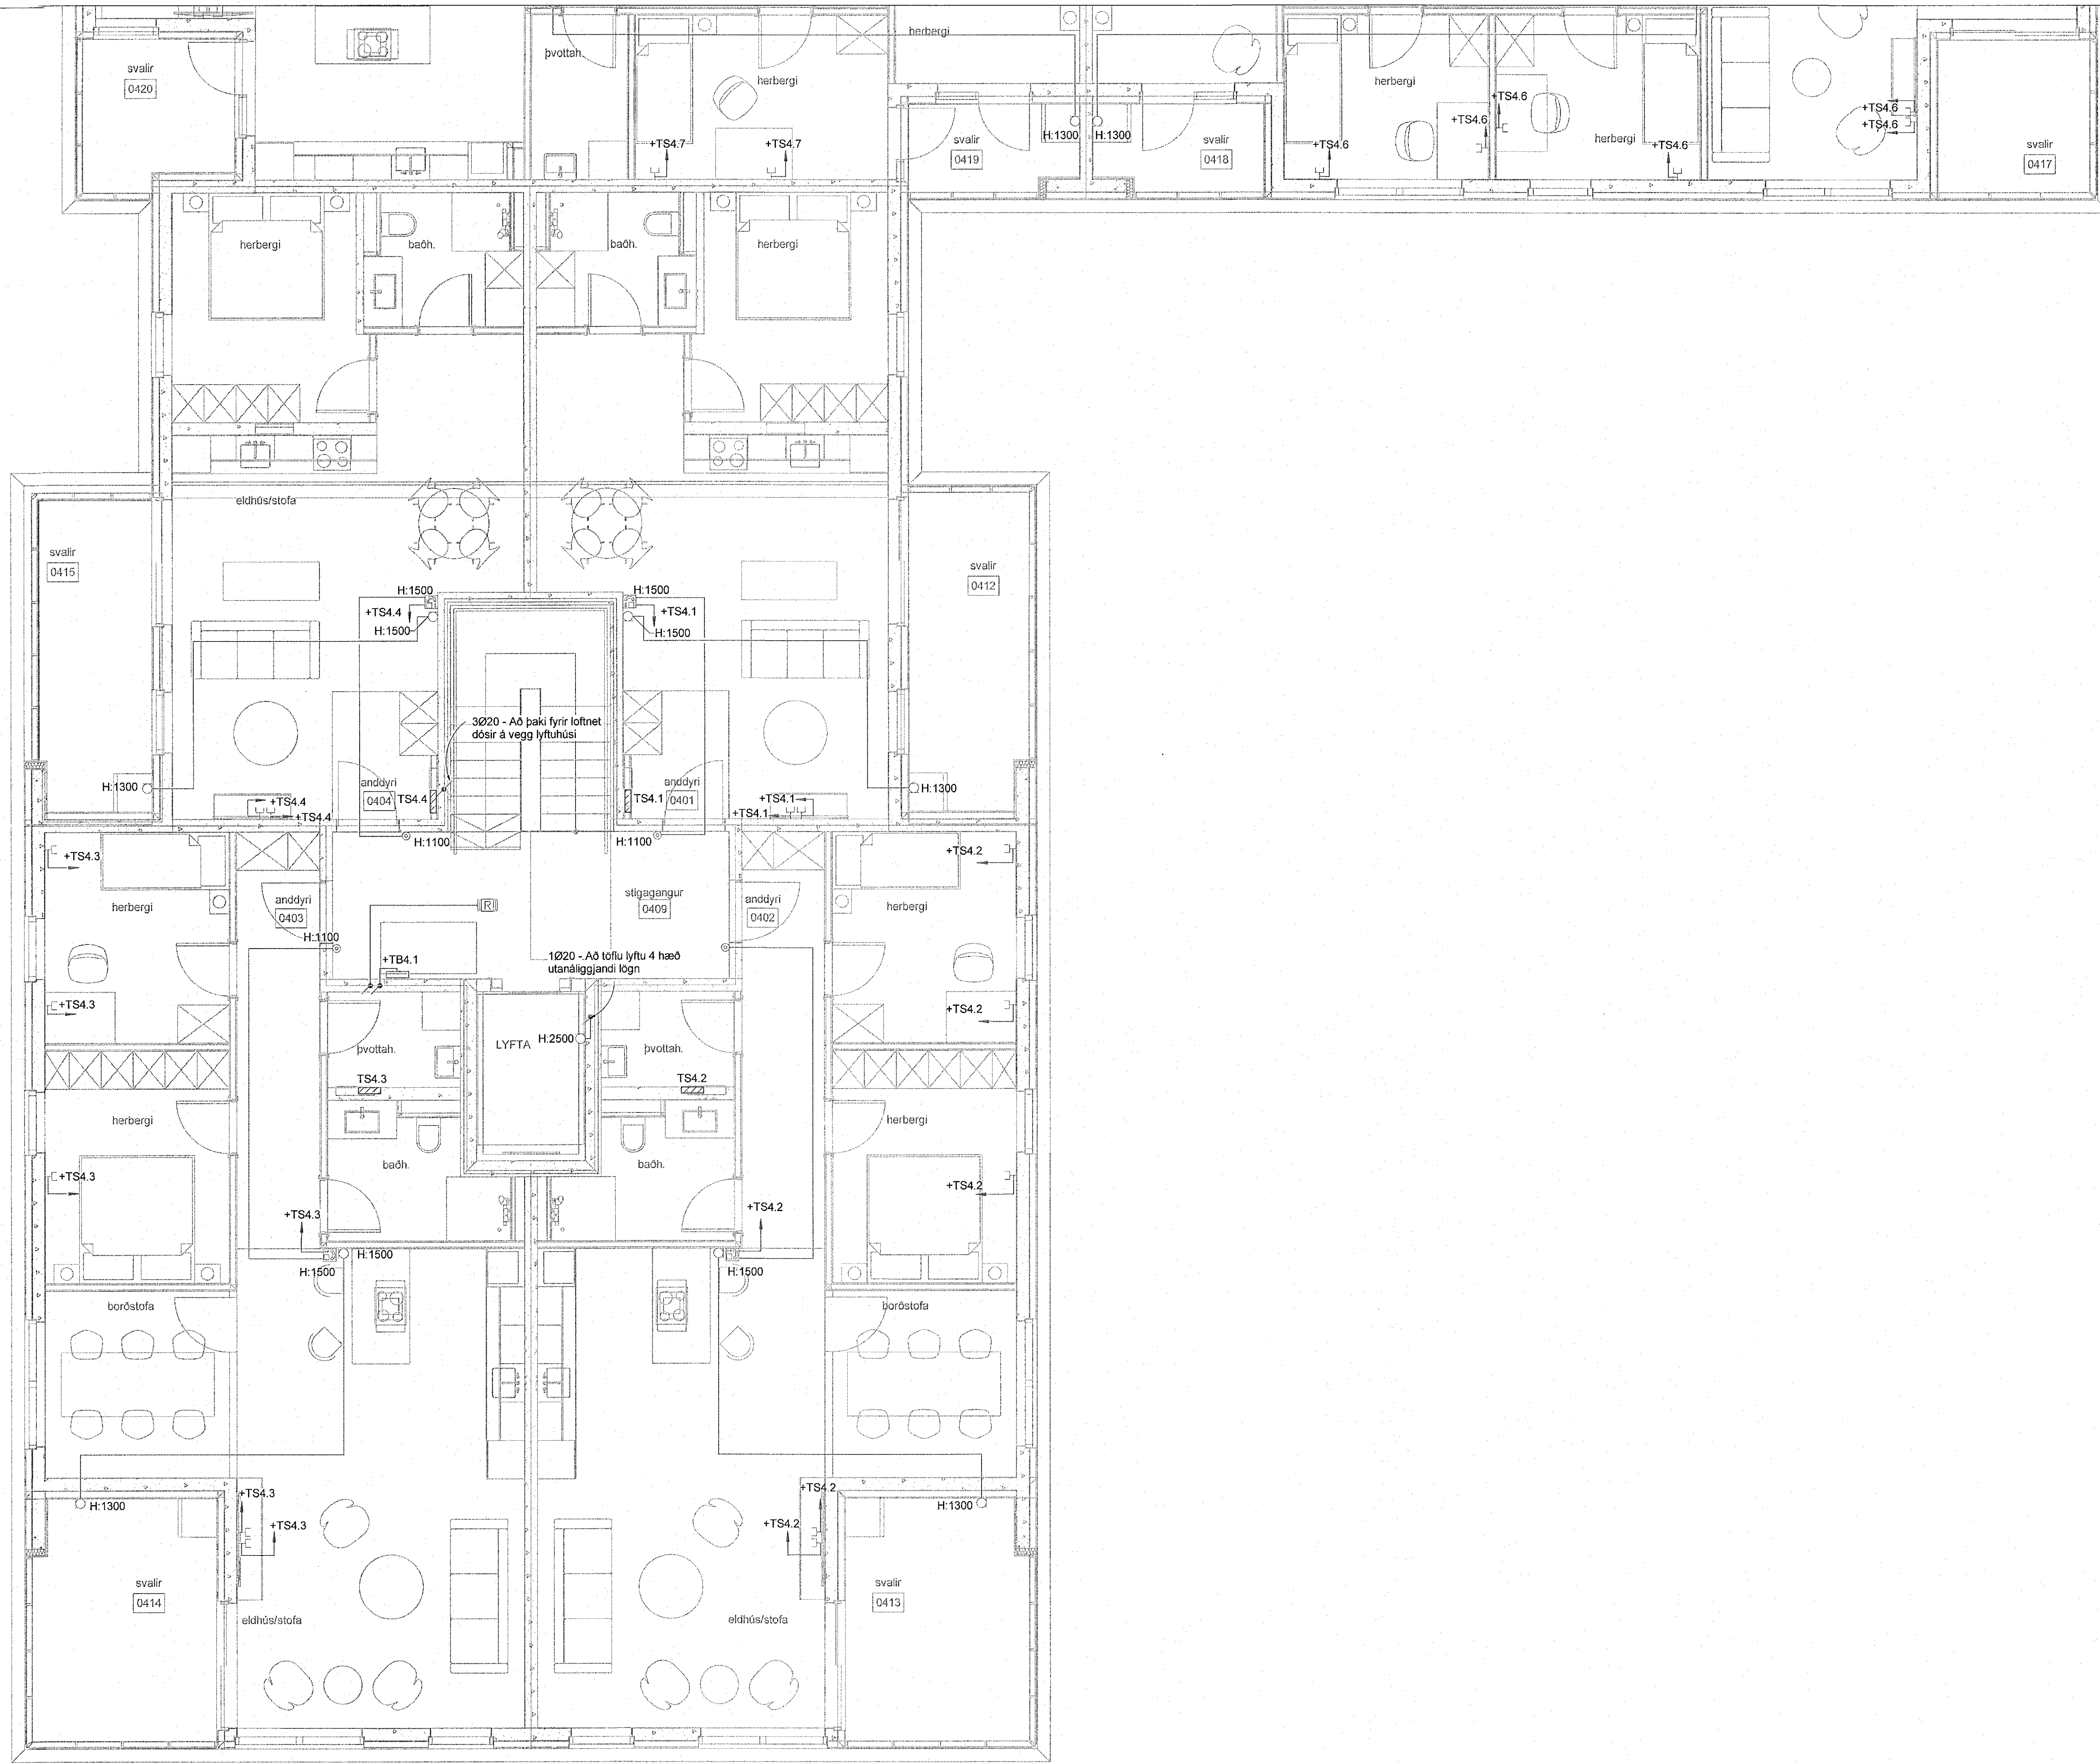 svalir
0420
þvottah.
herbergi
herbergi
+TS4.7
+TS4.7
svalir
0419
H:1300
H:1300
svalir
0418
herbergi
+TS4.6
+TS4.6
+TS4.6
herbergi
+TS4.6
+TS4.6
+TS4.6
svalir
0417
herbergi
baðh.
baðh.
herbergi
eldhús/stofa
svalir
0415
svalir
0412
H:1500
+TS4.4
H:1500
H:1500
+TS4.1
H:1500
3Ø20 - Að þaki fyrir loftnet
dósir á vegg lyftuhúsi
H:1300
+TS4.4
+TS4.4
anddyri
0404
TS4.4
TS4.1
anddyri
0401
+TS4.1
+TS4.1
H:1300
H:1100
H:1100
+TS4.3
herbergi
anddyri
0403
H:1100
R
stigagangur
0409
anddyri
0402
+TS4.2
herbergi
+TB4.1
1Ø20 - Að töflu lyftu 4 hæð
utanáliggjandi lögn
+TS4.3
+TS4.2
þvottah.
LYFTA
H:2500
þvottah.
TS4.3
TS4.2
herbergi
herbergi
baðh.
baðh.
+TS4.3
+TS4.2
+TS4.3
+TS4.2
H:1500
H:1500
H:1500
borðstofa
borðstofa
+TS4.3
H:1300
+TS4.3
+TS4.2
+TS4.2
H:1300
svalir
0414
svalir
0413
eldhús/stofa
eldhús/stofa